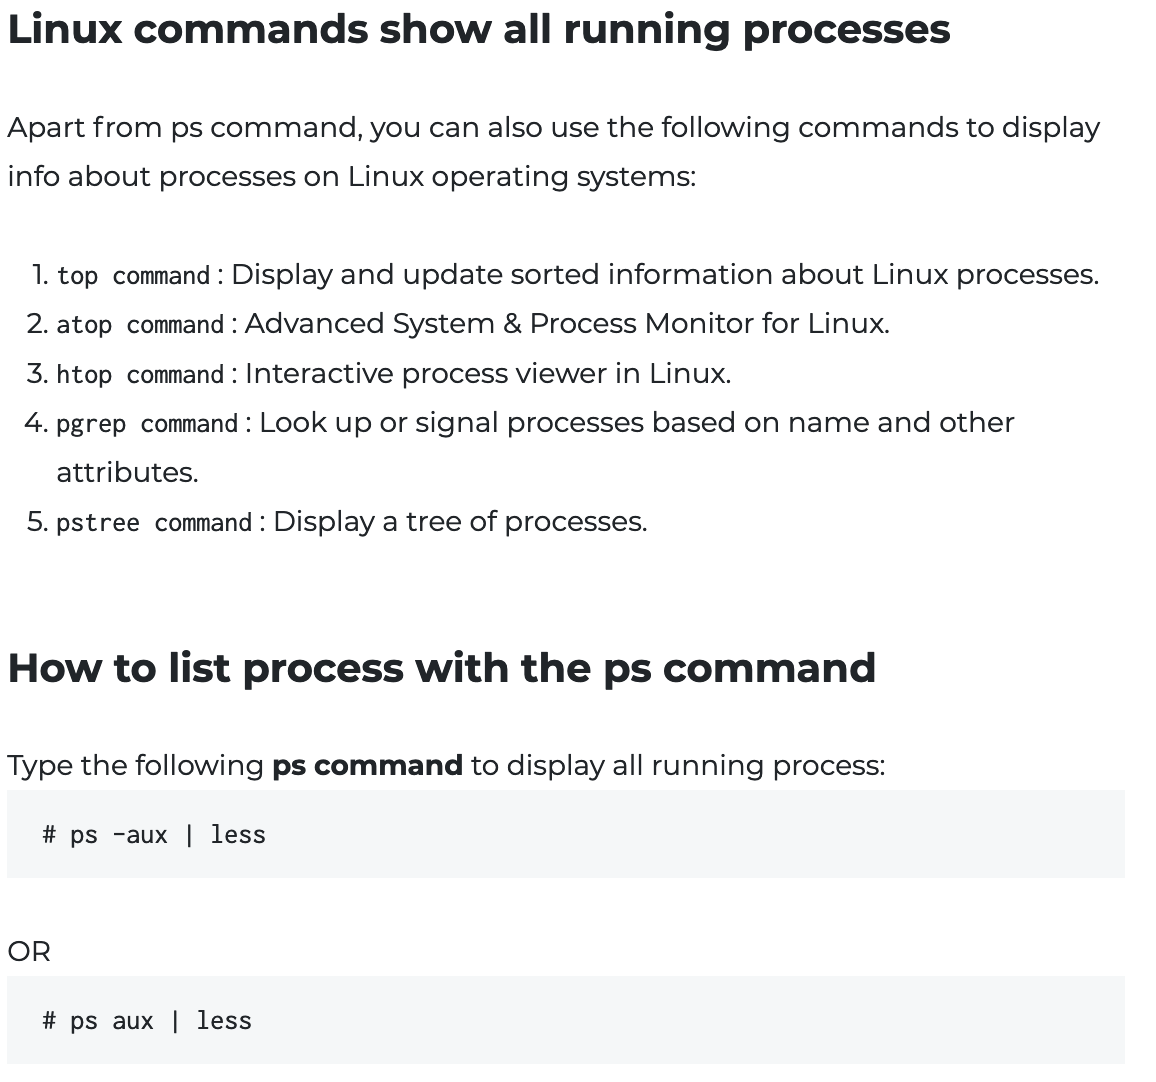 Linux commands show all running processes
Apart from ps command, you can also use the following commands to display
info about processes on Linux operating systems:
1. top command : Display and update sorted information about Linux processes.
2. atop command : Advanced System & Process Monitor for Linux.
3. htop command : Interactive process viewer in Linux.
4. pgrep command : Look up or signal processes based on name and other
attributes.
5. pstree command : Display a tree of processes.
How to list process with the ps command
Type the following ps command to display all running process:
# ps -aux | less
OR
# ps aux | less